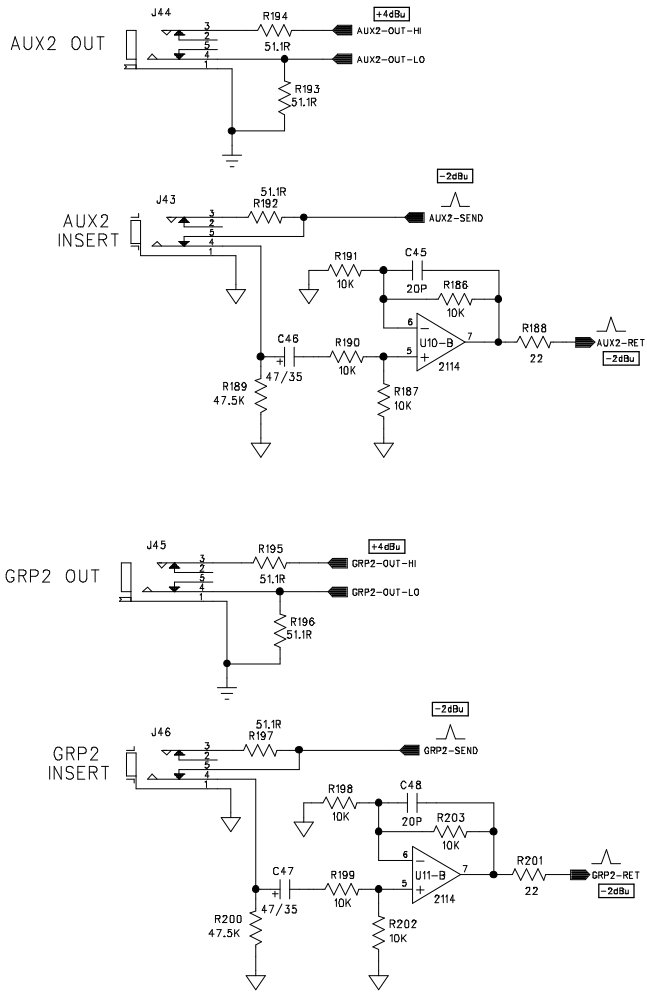 J44
3
2
5
4
1
R194
51.1R
+4dBu
AUX2-OUT-HI
AUX2 OUT
AUX2-OUT-LO
R193
51.1R
-2dBu
J43
3
2
5
4
1
51.1R
R192
AUX2-SEND
AUX2
INSERT
R191
10K
C45
20P
R186
10K
6
5
7
U10-B
2114
R188
22
AUX2-RET
-2dBu
C46
47/35
R190
10K
R189
47.5K
R187
10K
J45
3
2
5
4
1
R195
51.1R
+4dBu
GRP2-OUT-HI
GRP2 OUT
GRP2-OUT-LO
R196
51.1R
-2dBu
J46
3
2
5
4
1
51.1R
R197
GRP2-SEND
GRP2
INSERT
R198
10K
C48
20P
R203
10K
6
5
7
U11-B
2114
R201
22
GRP2-RET
-2dBu
C47
47/35
R199
10K
R200
47.5K
R202
10K